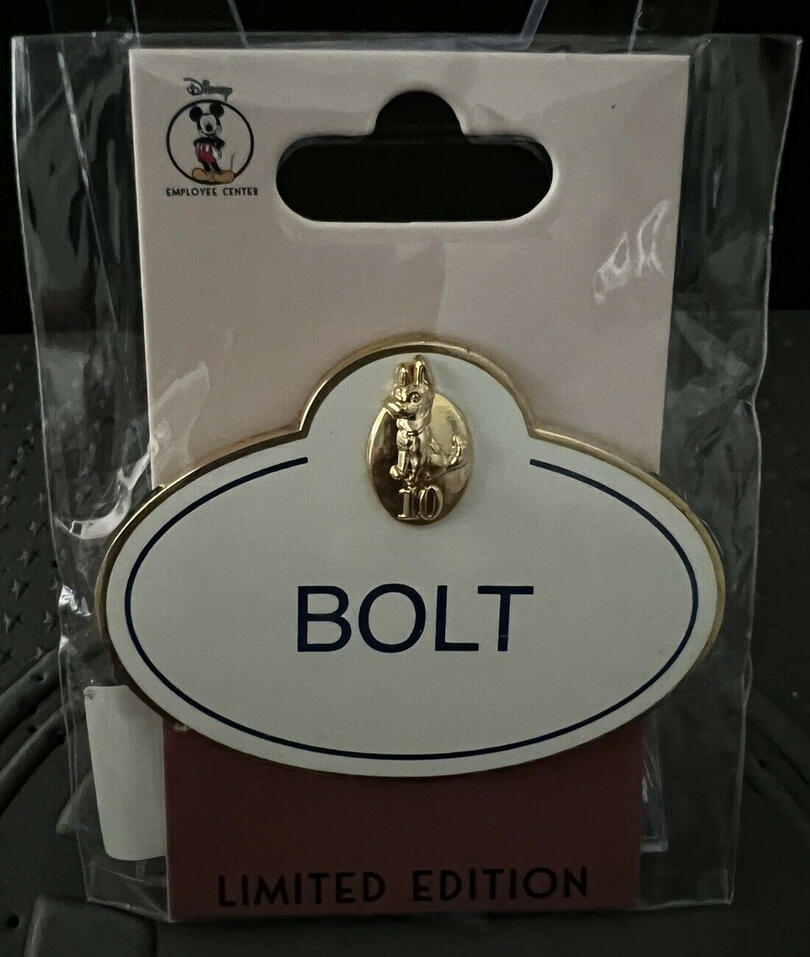 Disney
EMPLOYEE CENTER
10
BOLT
LIMITED EDITION